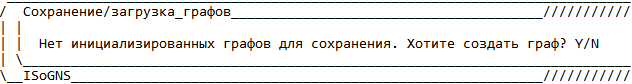 Сохранение/загрузка_графов
Нет инициализированных графов для сохранения. Хотите создать граф? Y/N
ISoGNS